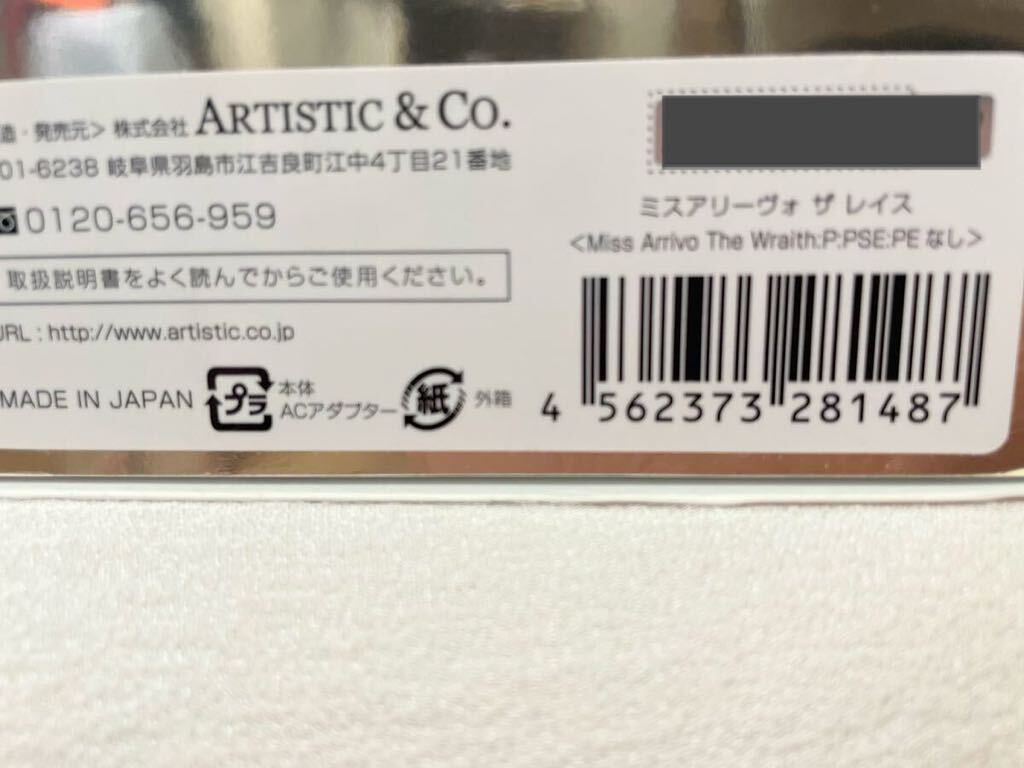 造・発売元> 株式会社 ARTISTIC & CO.
01-6238 岐阜県羽島市江吉良町江中4丁目21番地
0120-656-959
取扱説明書をよく読んでからご使用ください。
URL : http://www.artistic.co.jp
MADE IN JAPAN
プラ
本体
ACアダプター
紙
外箱
ミスアリーヴォ ザ レイス
<Miss Arrivo The Wraith:P:PSE:PEなし>
4 562373 281487